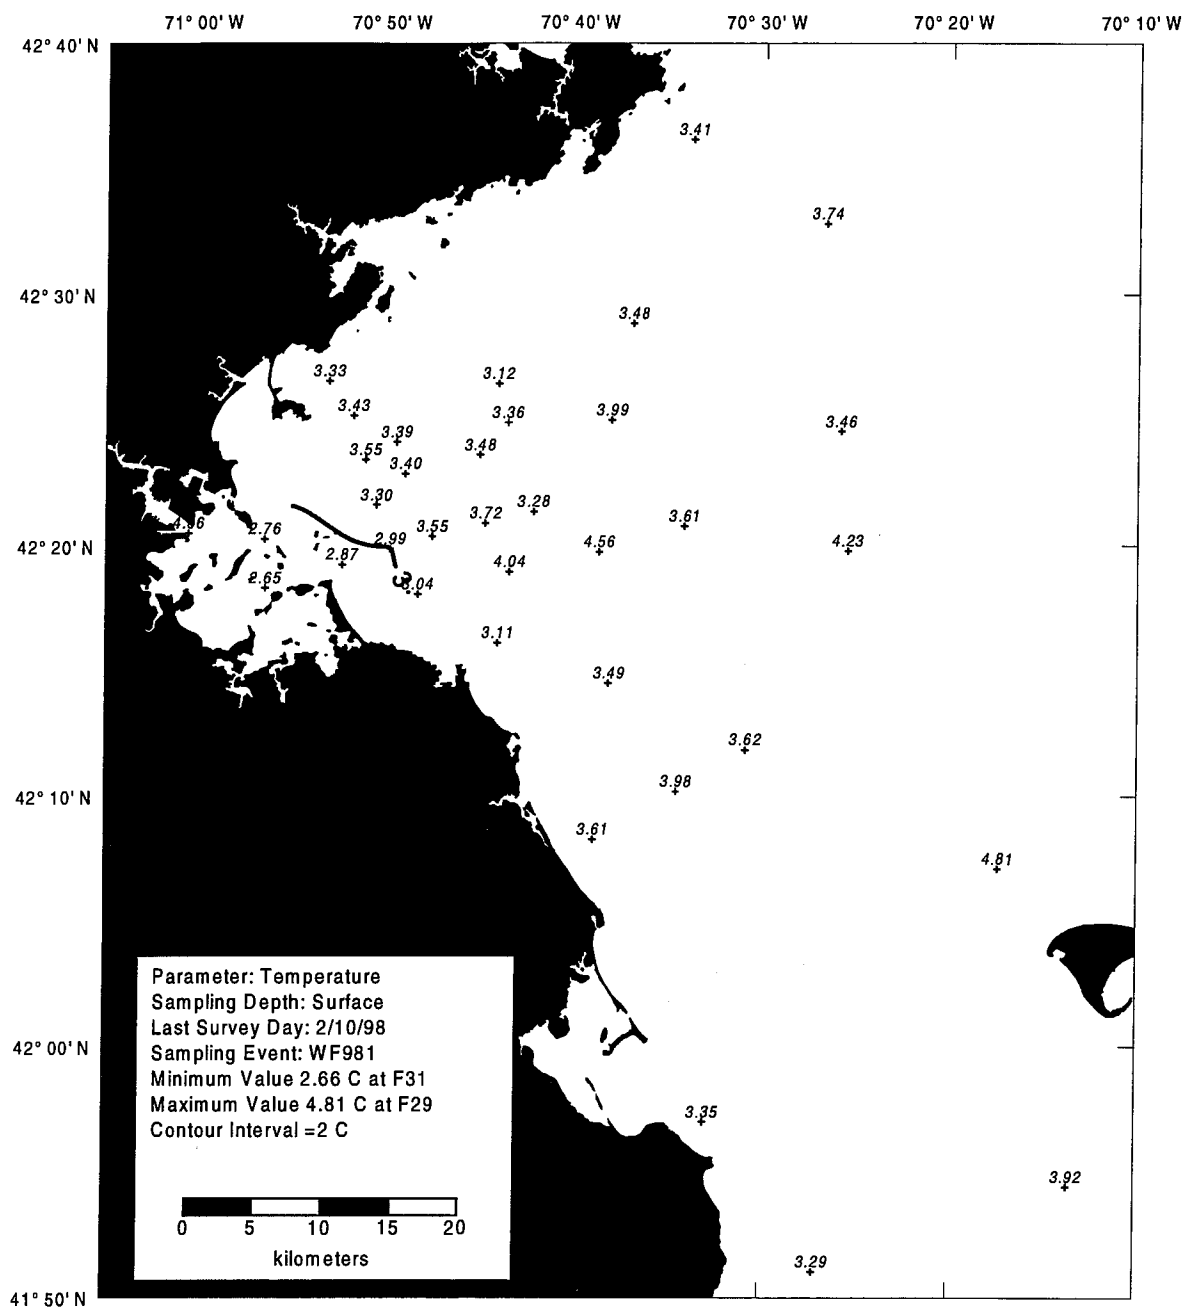 71° 00' W 70° 50' W 70° 40' W 70° 30' W 70° 20' W 70° 10' W
42° 40' N
3.41
3.74
42° 30' N
3.48
3.33
3.12
3.43
3.36
3.99
3.46
3.39
3.48
3.55
3.40
3.30
3.28
3.72
3.61
3.55
2.76
2.99
42° 20' N
4.56
4.23
2.87
4.04
2.65
3
3.11
3.49
3.62
3.98
42° 10' N
3.61
4.81
Parameter: Temperature
Sampling Depth: Surface
Last Survey Day: 2/10/98
Sampling Event: WF981
Minimum Value 2.66 C at F31
Maximum Value 4.81 C at F29
Contour Interval =2 C
42° 00' N
3.35
3.92
0 5 10 15 20
kilometers
3.29
41° 50' N